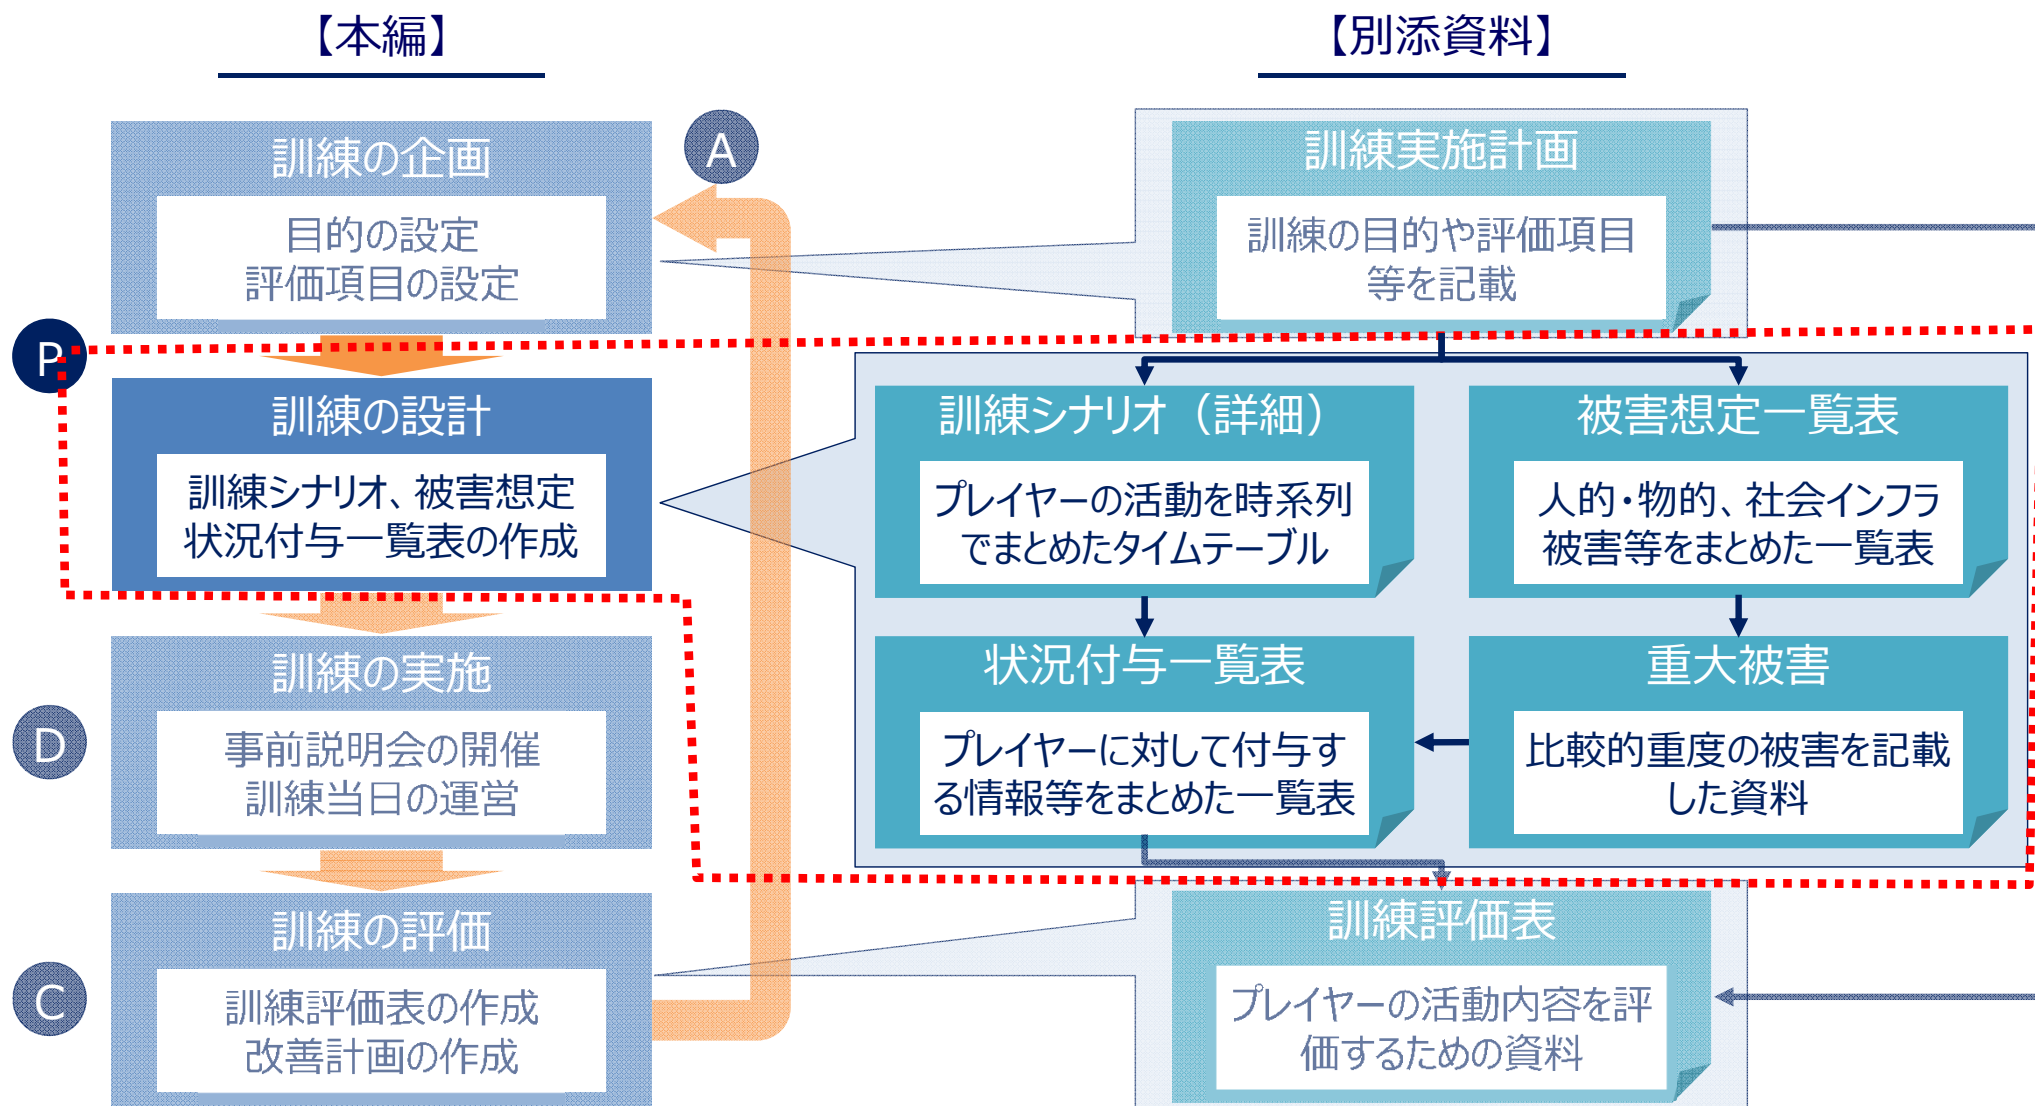 【本編】
【別添資料】
A
訓練の企画
目的の設定
評価項目の設定
訓練実施計画
訓練の目的や評価項目
等を記載
P
訓練の設計
訓練シナリオ、被害想定
状況付与一覧表の作成
訓練シナリオ（詳細）
プレイヤーの活動を時系列
でまとめたタイムテーブル
被害想定一覧表
人的・物的、社会インフラ
被害等をまとめた一覧表
D
訓練の実施
事前説明会の開催
訓練当日の運営
状況付与一覧表
プレイヤーに対して付与す
る情報等をまとめた一覧表
重大被害
比較的重度の被害を記載
した資料
C
訓練の評価
訓練評価表の作成
改善計画の作成
訓練評価表
プレイヤーの活動内容を評
価するための資料